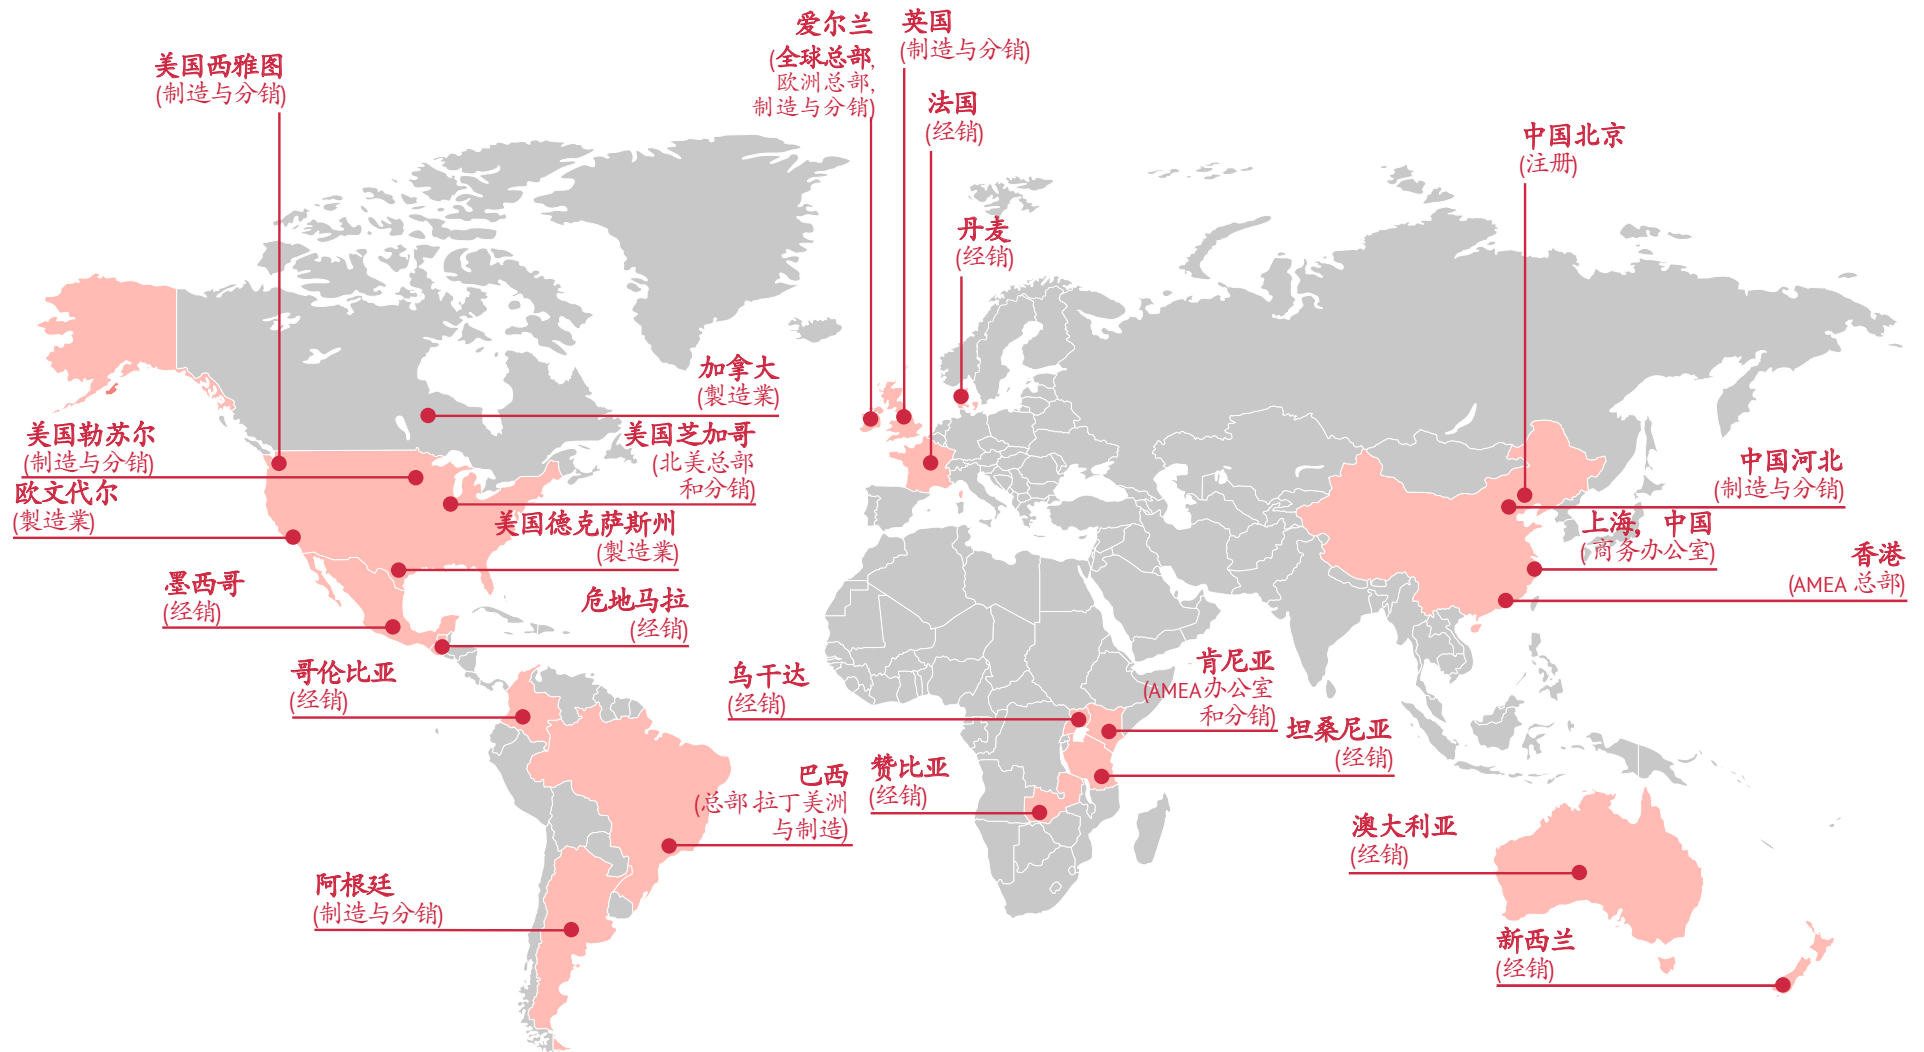 爱尔兰
(全球总部,
欧洲总部,
制造与分销)
英国
(制造与分销)
美国西雅图
(制造与分销)
法国
(经销)
中国北京
(注册)
丹麦
(经销)
加拿大
(製造業)
美国勒苏尔
(制造与分销)
美国芝加哥
(北美总部
和分销)
欧文代尔
(製造業)
美国德克萨斯州
(製造業)
中国河北
(制造与分销)
上海，中国
( 商务办公室)
香港
(AMEA 总部)
墨西哥
(经销)
危地马拉
(经销)
哥伦比亚
(经销)
乌干达
(经销)
肯尼亚
(AMEA办公室
和分销)
坦桑尼亚
(经销)
巴西
(总部 拉丁美洲
与制造)
赞比亚
(经销)
澳大利亚
(经销)
阿根廷
(制造与分销)
新西兰
(经销)